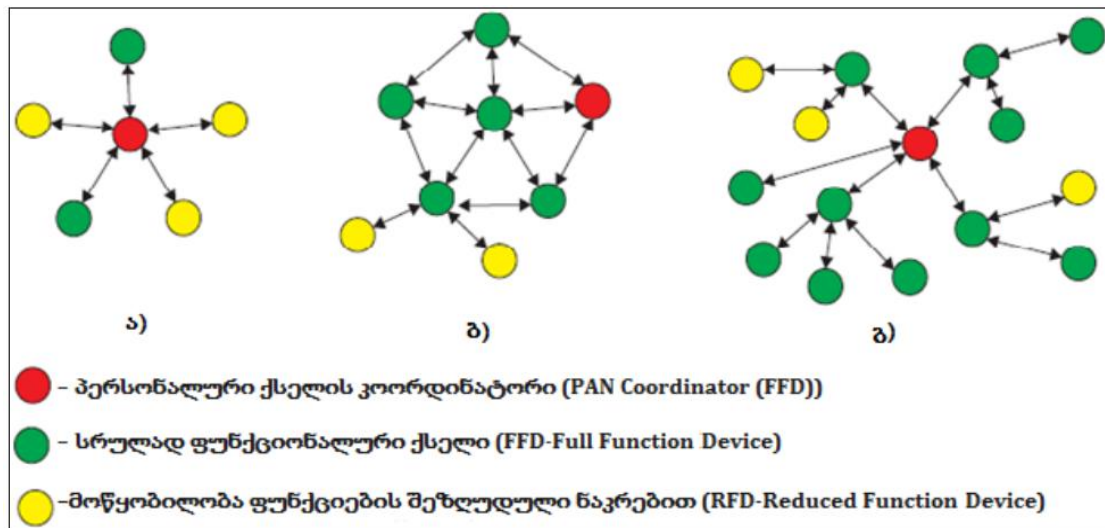 ა) ბ) გ)
– პერსონალური ქსელის კოორდინატორი (PAN Coordinator (FFD))
– სრულად ფუნქციონალური ქსელი (FFD-Full Function Device)
–მოწყობილობა ფუნქციების შეზღუდული ნაკრებით (RFD-Reduced Function Device)